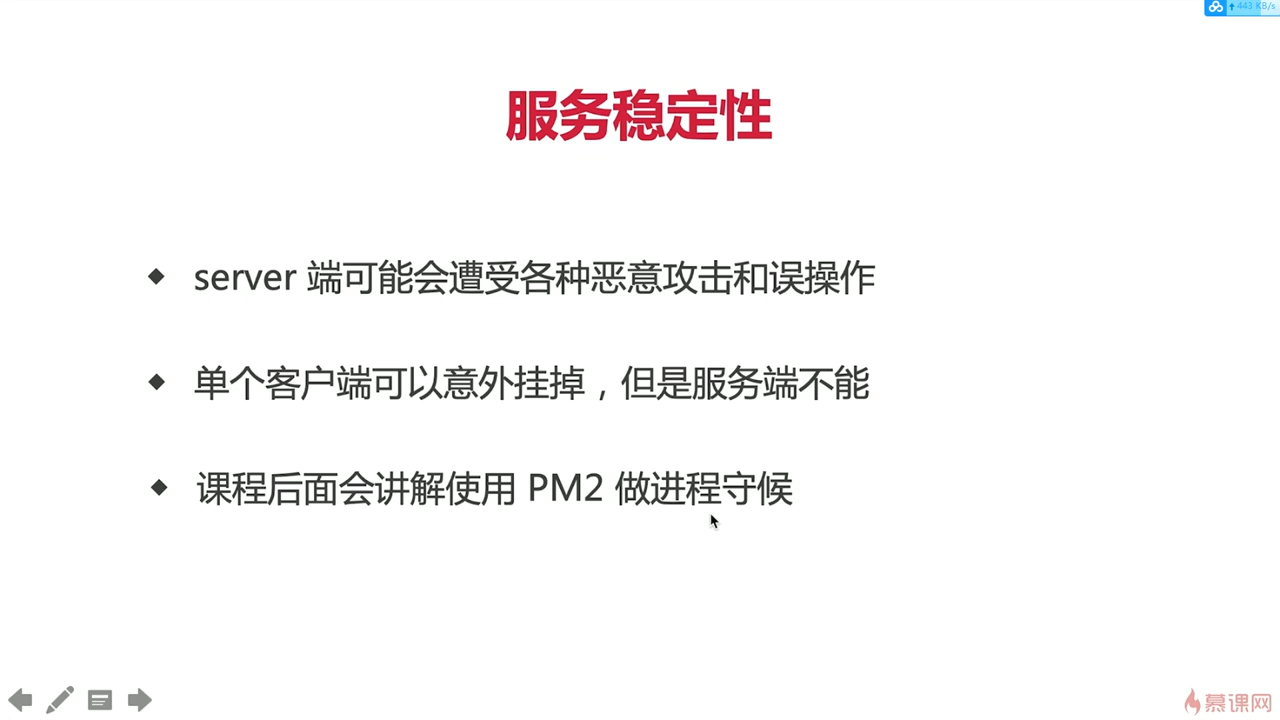 443 KB/s
服务稳定性
server 端可能会遭受各种恶意攻击和误操作
单个客户端可以意外挂掉，但是服务端不能
课程后面会讲解使用 PM2 做进程守候
慕课网